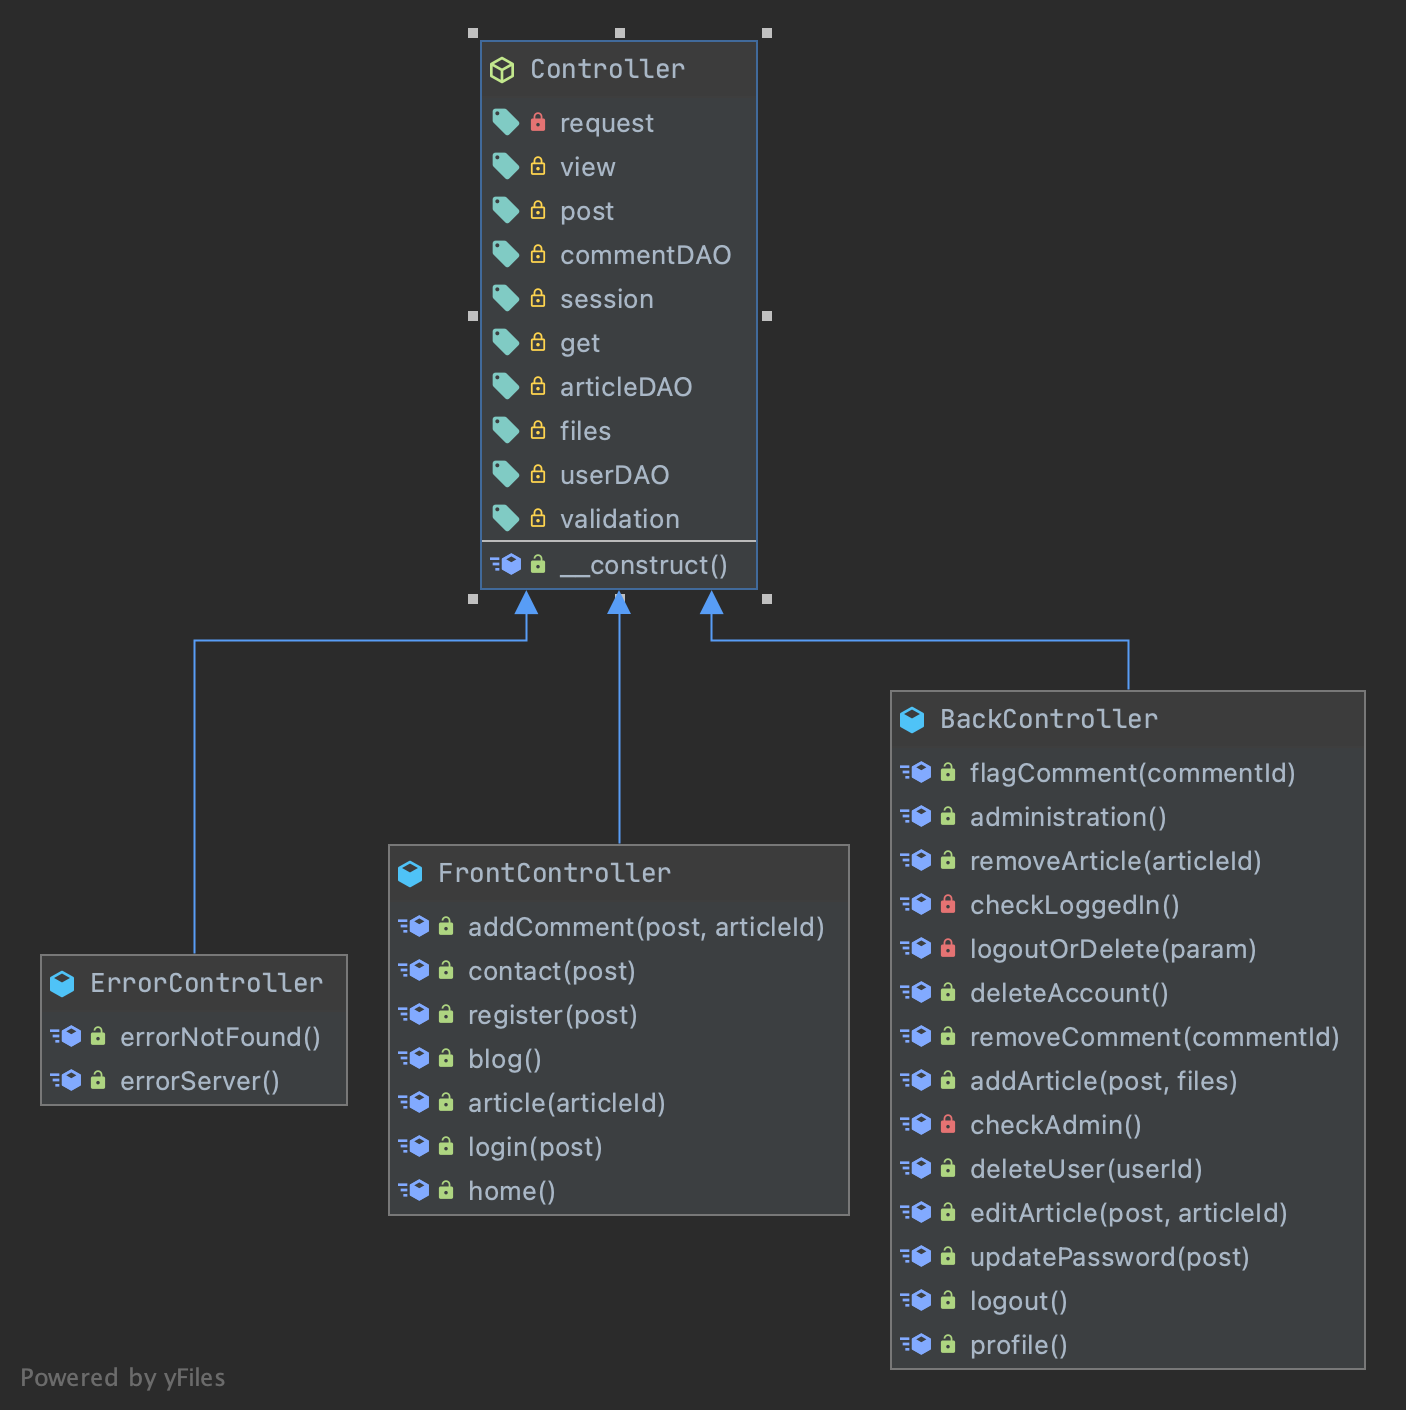 Controller
request
view
post
commentDAO
session
get
articleDAO
files
userDAO
validation
__construct()
BackController
flagComment(commentId)
administration()
removeArticle(articleId)
checkLoggedIn()
logoutOrDelete(param)
deleteAccount()
removeComment(commentId)
addArticle(post, files)
checkAdmin()
deleteUser(userId)
editArticle(post, articleId)
updatePassword(post)
logout()
profile()
FrontController
addComment(post, articleId)
contact(post)
register(post)
blog()
article(articleId)
login(post)
home()
ErrorController
errorNotFound()
errorServer()
Powered by yFiles